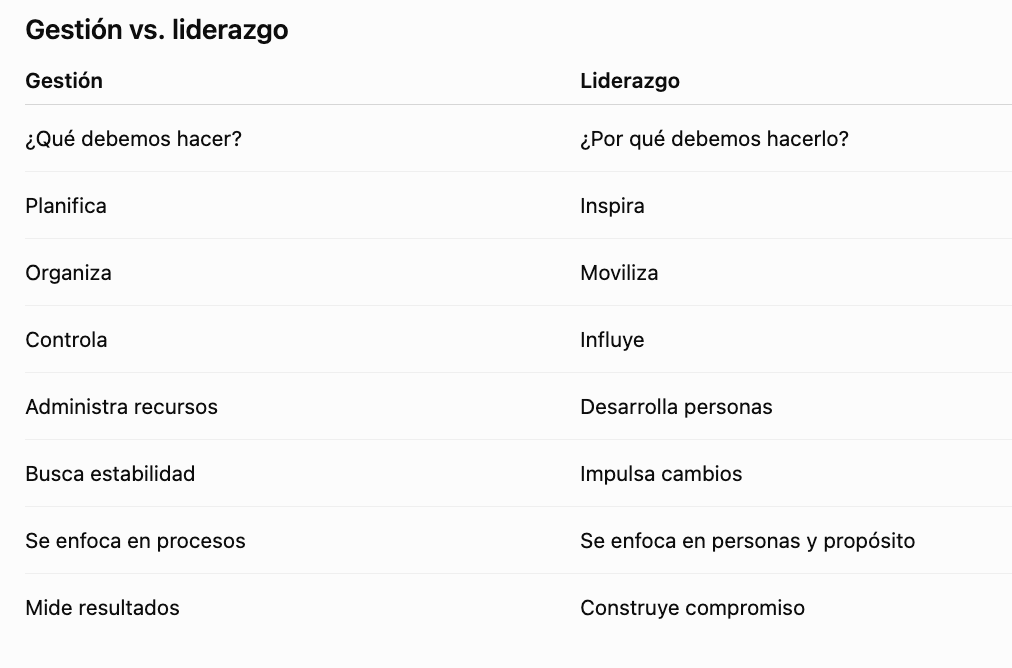 Gestión vs. liderazgo
Gestión Liderazgo
¿Qué debemos hacer? ¿Por qué debemos hacerlo?
Planifica Inspira
Organiza Moviliza
Controla Influye
Administra recursos Desarrolla personas
Busca estabilidad Impulsa cambios
Se enfoca en procesos Se enfoca en personas y propósito
Mide resultados Construye compromiso